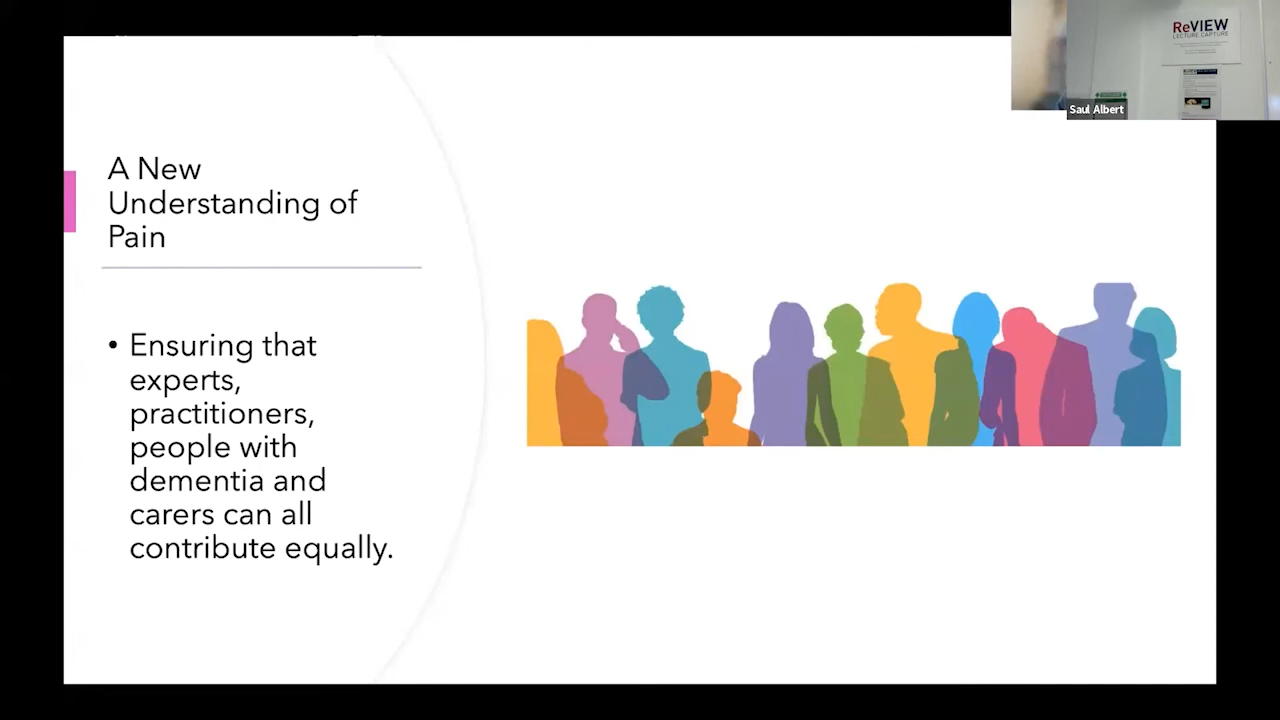 A New
Understanding of
Pain
• Ensuring that
experts,
practitioners,
people with
dementia and
carers can all
contribute equally.
ReVIEW
LECTURE CAPTURE
Saul Albert